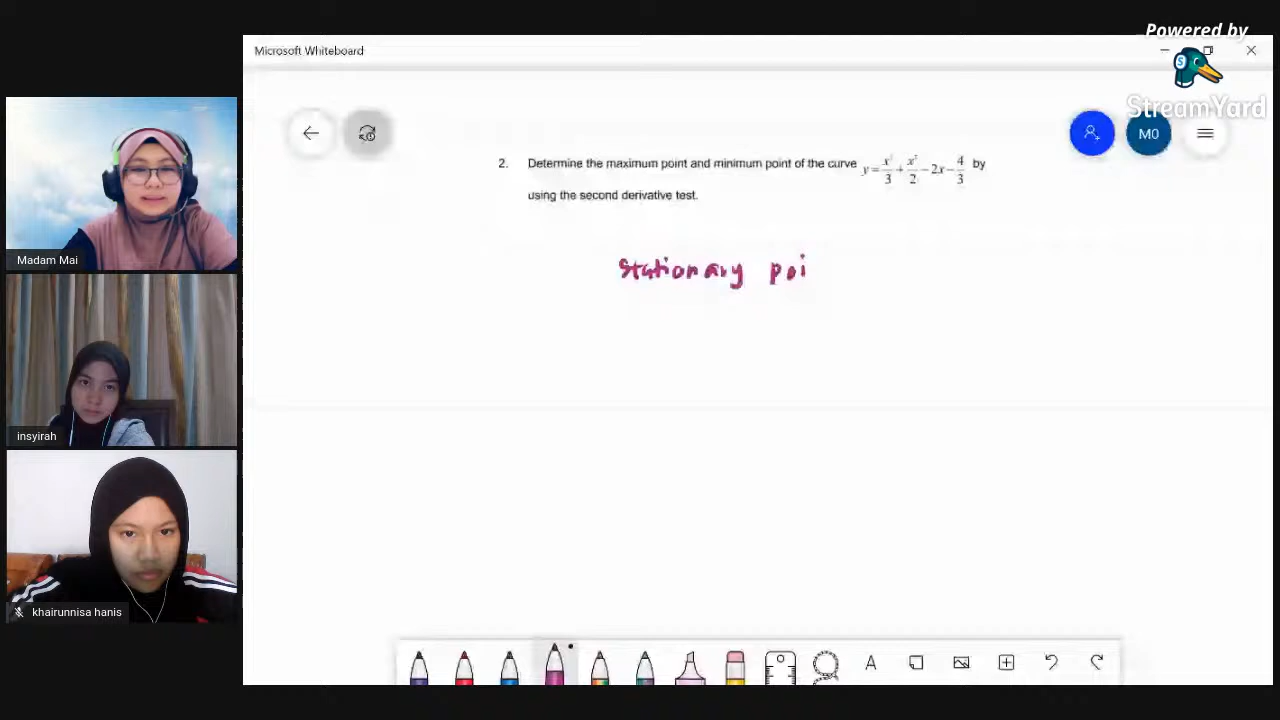 Powered by
StreamYard
Microsoft Whiteboard
M0
2. Determine the maximum point and minimum point of the curve y = x³/3 + x²/2 − 2x − 4/3 by
using the second derivative test.
Stationary poi
Madam Mai
insyirah
khairunnisa hanis
A